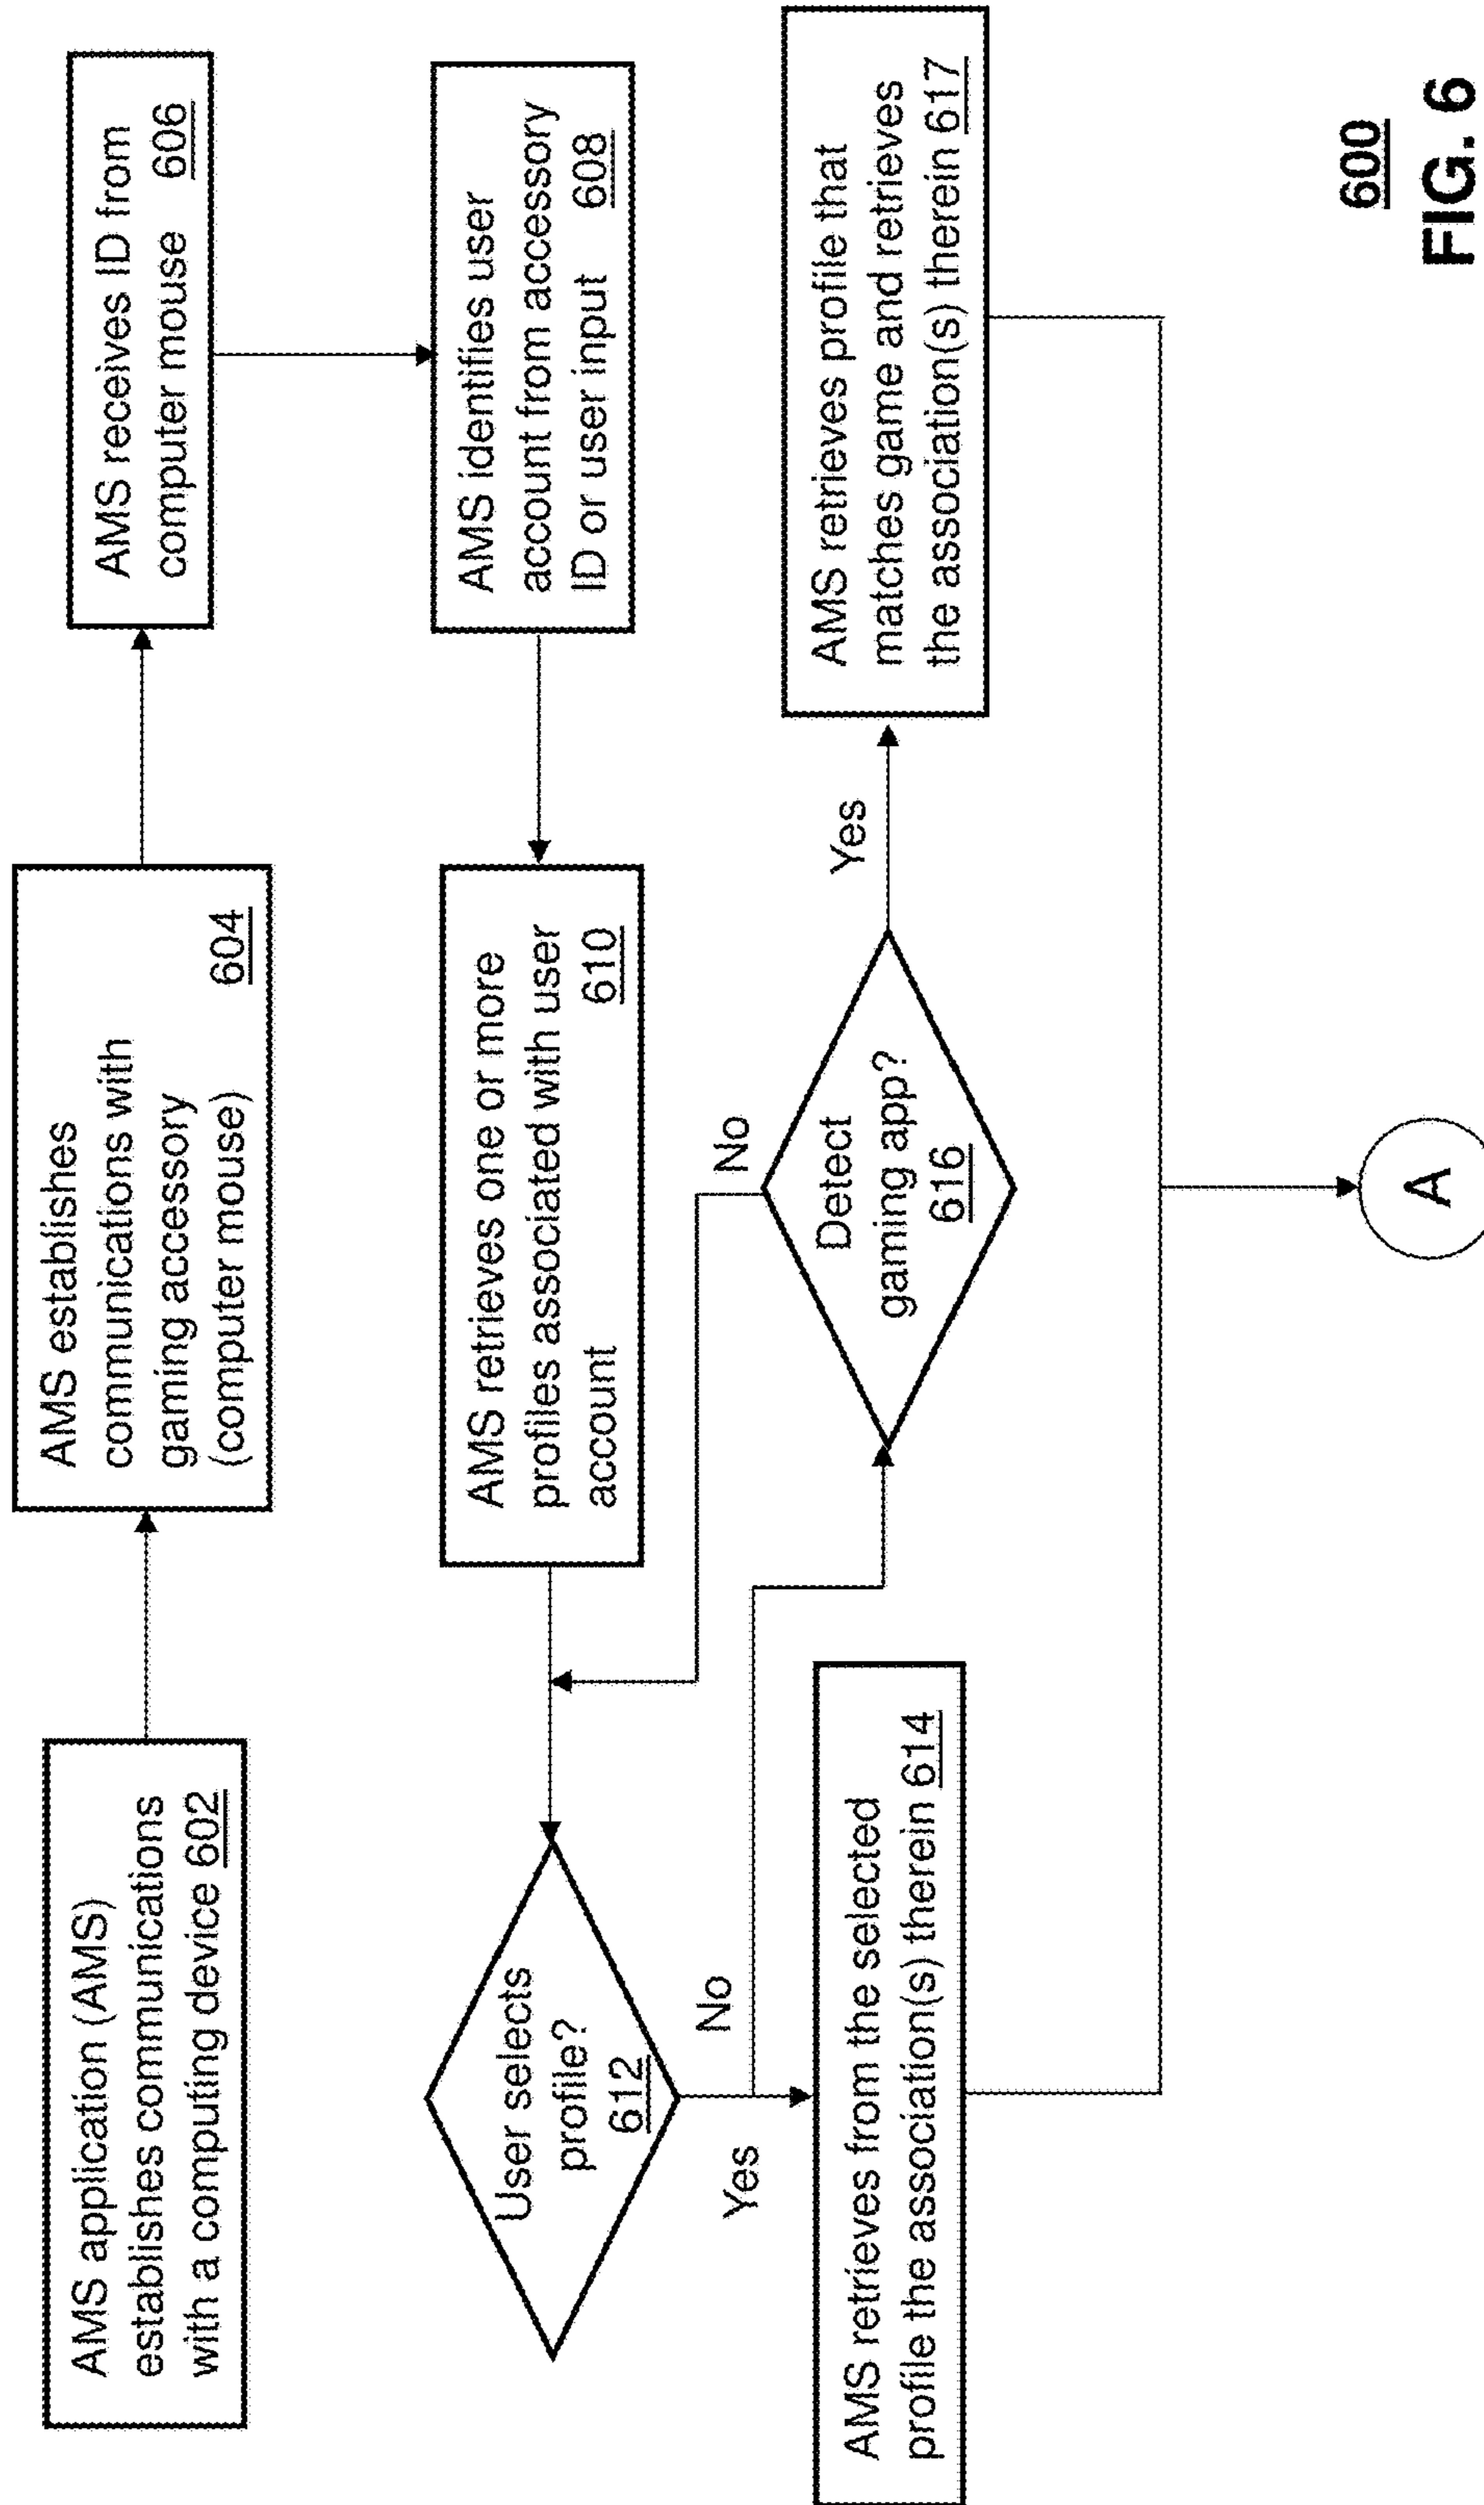 AMS application (AMS)
establishes communications
with a computing device 602
AMS establishes
communications with
gaming accessory
(computer mouse) 604
AMS receives ID from
computer mouse 606
AMS identifies user
account from accessory
ID or user input 608
AMS retrieves one or more
profiles associated with user
account 610
User selects
profile?
612
No
Yes
AMS retrieves from the selected
profile the association(s) therein 614
Detect
gaming app?
616
No
Yes
AMS retrieves profile that
matches game and retrieves
the association(s) therein 617
A
600
FIG. 6